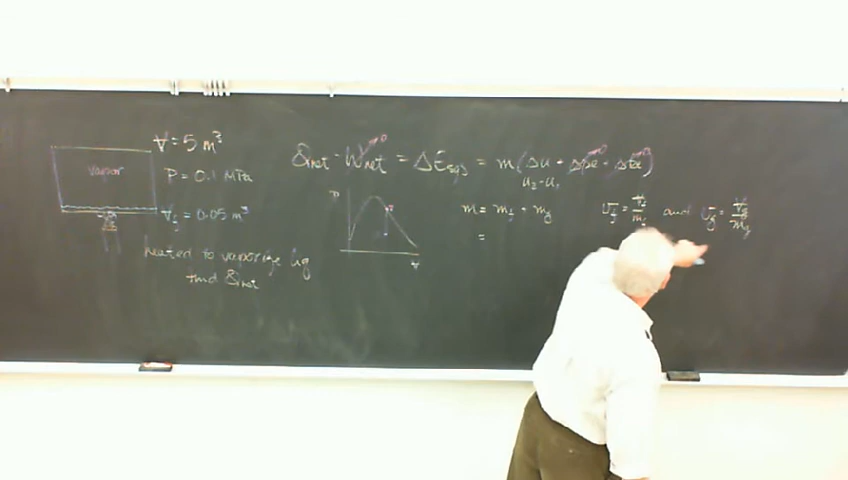 vapor
V = 5 m³
P = 0.1 MPa
V_f = 0.05 m³
heated to vaporize liq
find Q_net
Q_net - W_net = ΔE_sys = m(Δu + Δpe + Δke)
u₂-u₁
m = m_f + m_g
=
v_f = V_f/m_f and v_g = V_g/m_g